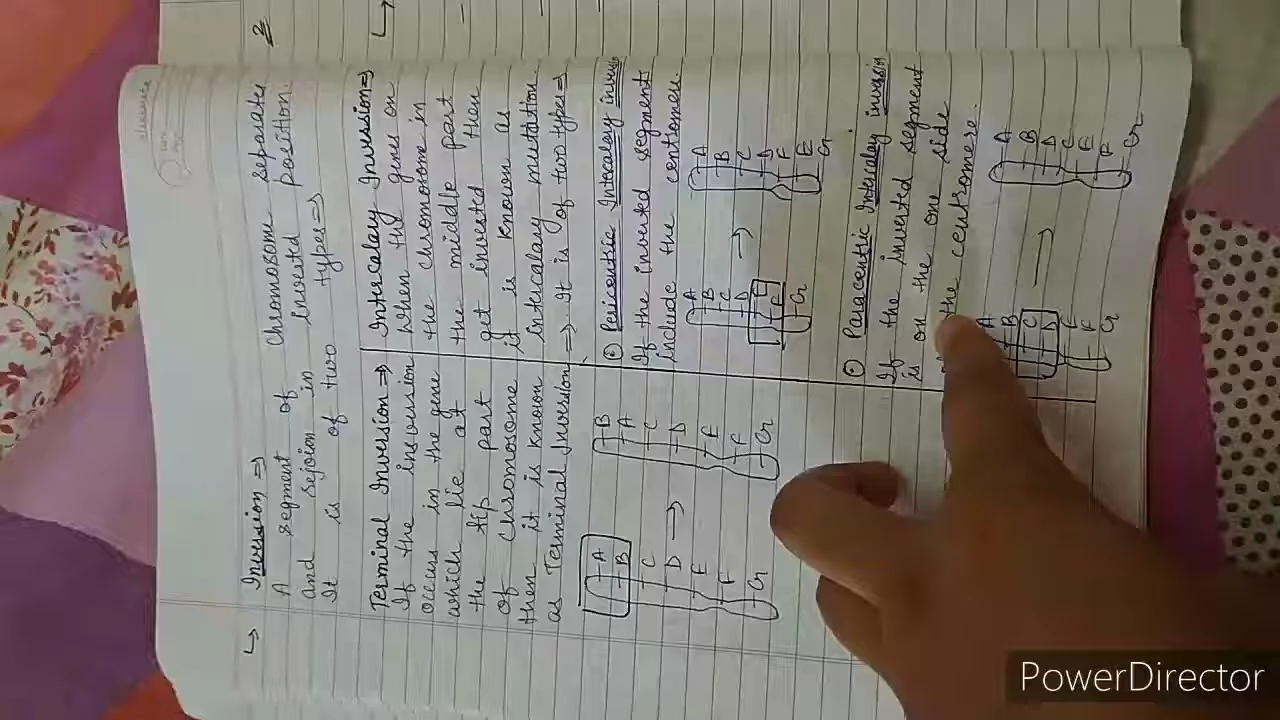 ↳ Inversion ⇒
A segment of chromosome separate
and rejoin in inverted position.
It is of two types ⇒
Terminal Inversion ⇒
If the inversion
occurs in the gene
which lie at
the tip part
of chromosome
then it is known
as Terminal Inversion
A
B
C
D
E
F
G
→
B
A
C
D
E
F
G
Intercalary Inversion ⇒
When the genes on
the chromosome in
the middle part
get inverted then
it is known as
intercalary mutation.
⇒ It is of two types ⇒
Pericentric Intercalary
If the inverted segment
include the centromere.
A
B
C
D
E
F
G
→
A
B
C
D
F
E
G
Paracentric Intercalary
If the inverted segment
is on the one side
the centromere.
A
B
C
D
E
F
G
→
A
B
D
C
E
F
G
PowerDirector